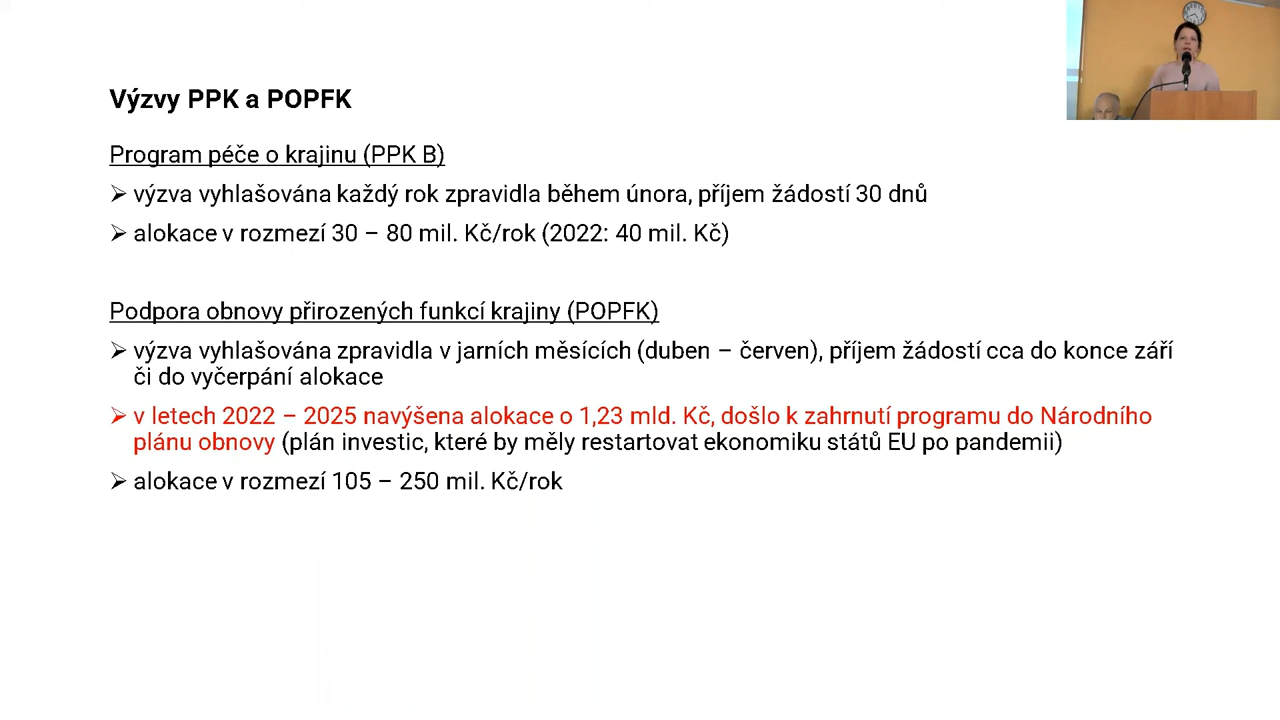 Výzvy PPK a POPFK
Program péče o krajinu (PPK B)
➢ výzva vyhlašována každý rok zpravidla během února, příjem žádostí 30 dnů
➢ alokace v rozmezí 30 – 80 mil. Kč/rok (2022: 40 mil. Kč)
Podpora obnovy přirozených funkcí krajiny (POPFK)
➢ výzva vyhlašována zpravidla v jarních měsících (duben – červen), příjem žádostí cca do konce září
či do vyčerpání alokace
➢ v letech 2022 – 2025 navýšena alokace o 1,23 mld. Kč, došlo k zahrnutí programu do Národního
plánu obnovy (plán investic, které by měly restartovat ekonomiku států EU po pandemii)
➢ alokace v rozmezí 105 – 250 mil. Kč/rok